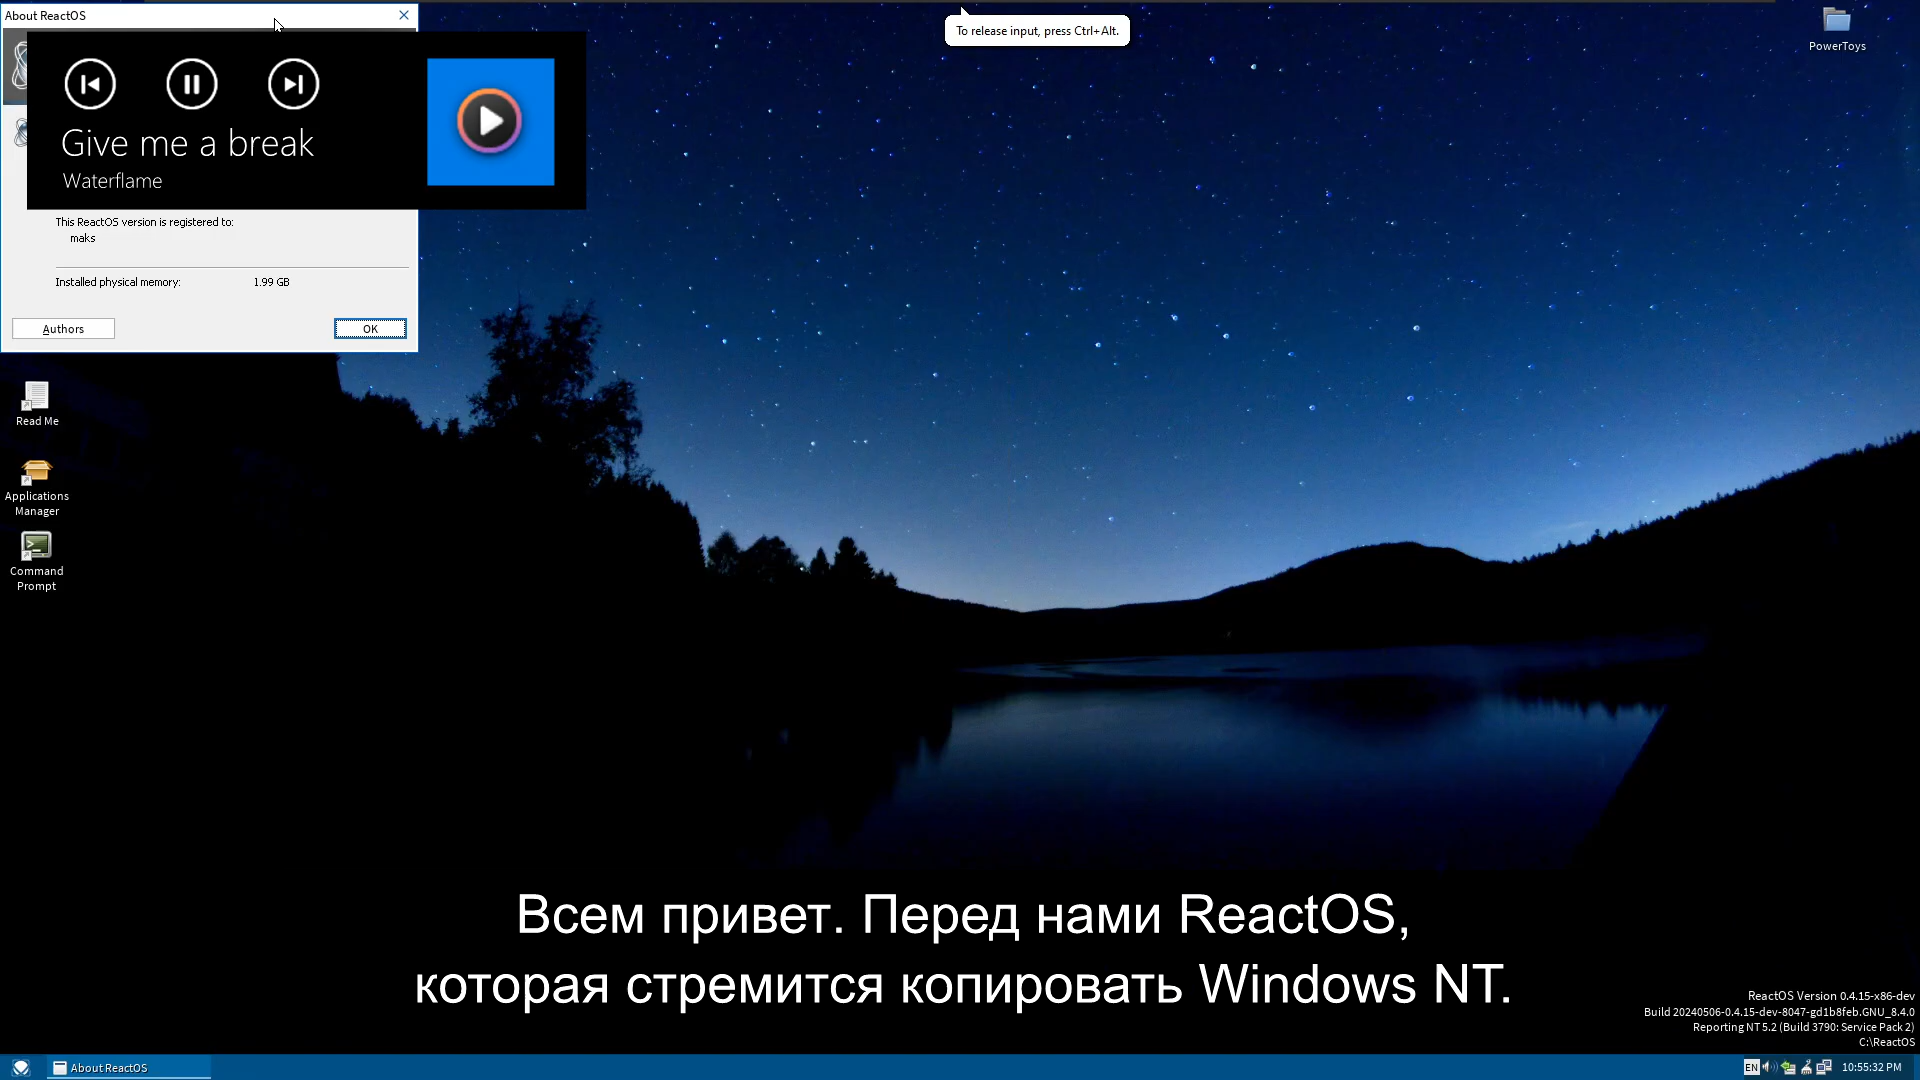 About ReactOS
To release input, press Ctrl+Alt.
PowerToys
Give me a break
Waterflame
This ReactOS version is registered to:
maks
Installed physical memory: 1.99 GB
Authors
OK
Read Me
Applications
Manager
Command
Prompt
Всем привет. Перед нами ReactOS,
которая стремится копировать Windows NT.
ReactOS Version 0.4.15-x86-dev
Build 20240506-0.4.15-dev-8047-gd1b8feb.GNU_8.4.0
Reporting NT 5.2 (Build 3790: Service Pack 2)
C:\ReactOS
About ReactOS
EN
10:55:32 PM